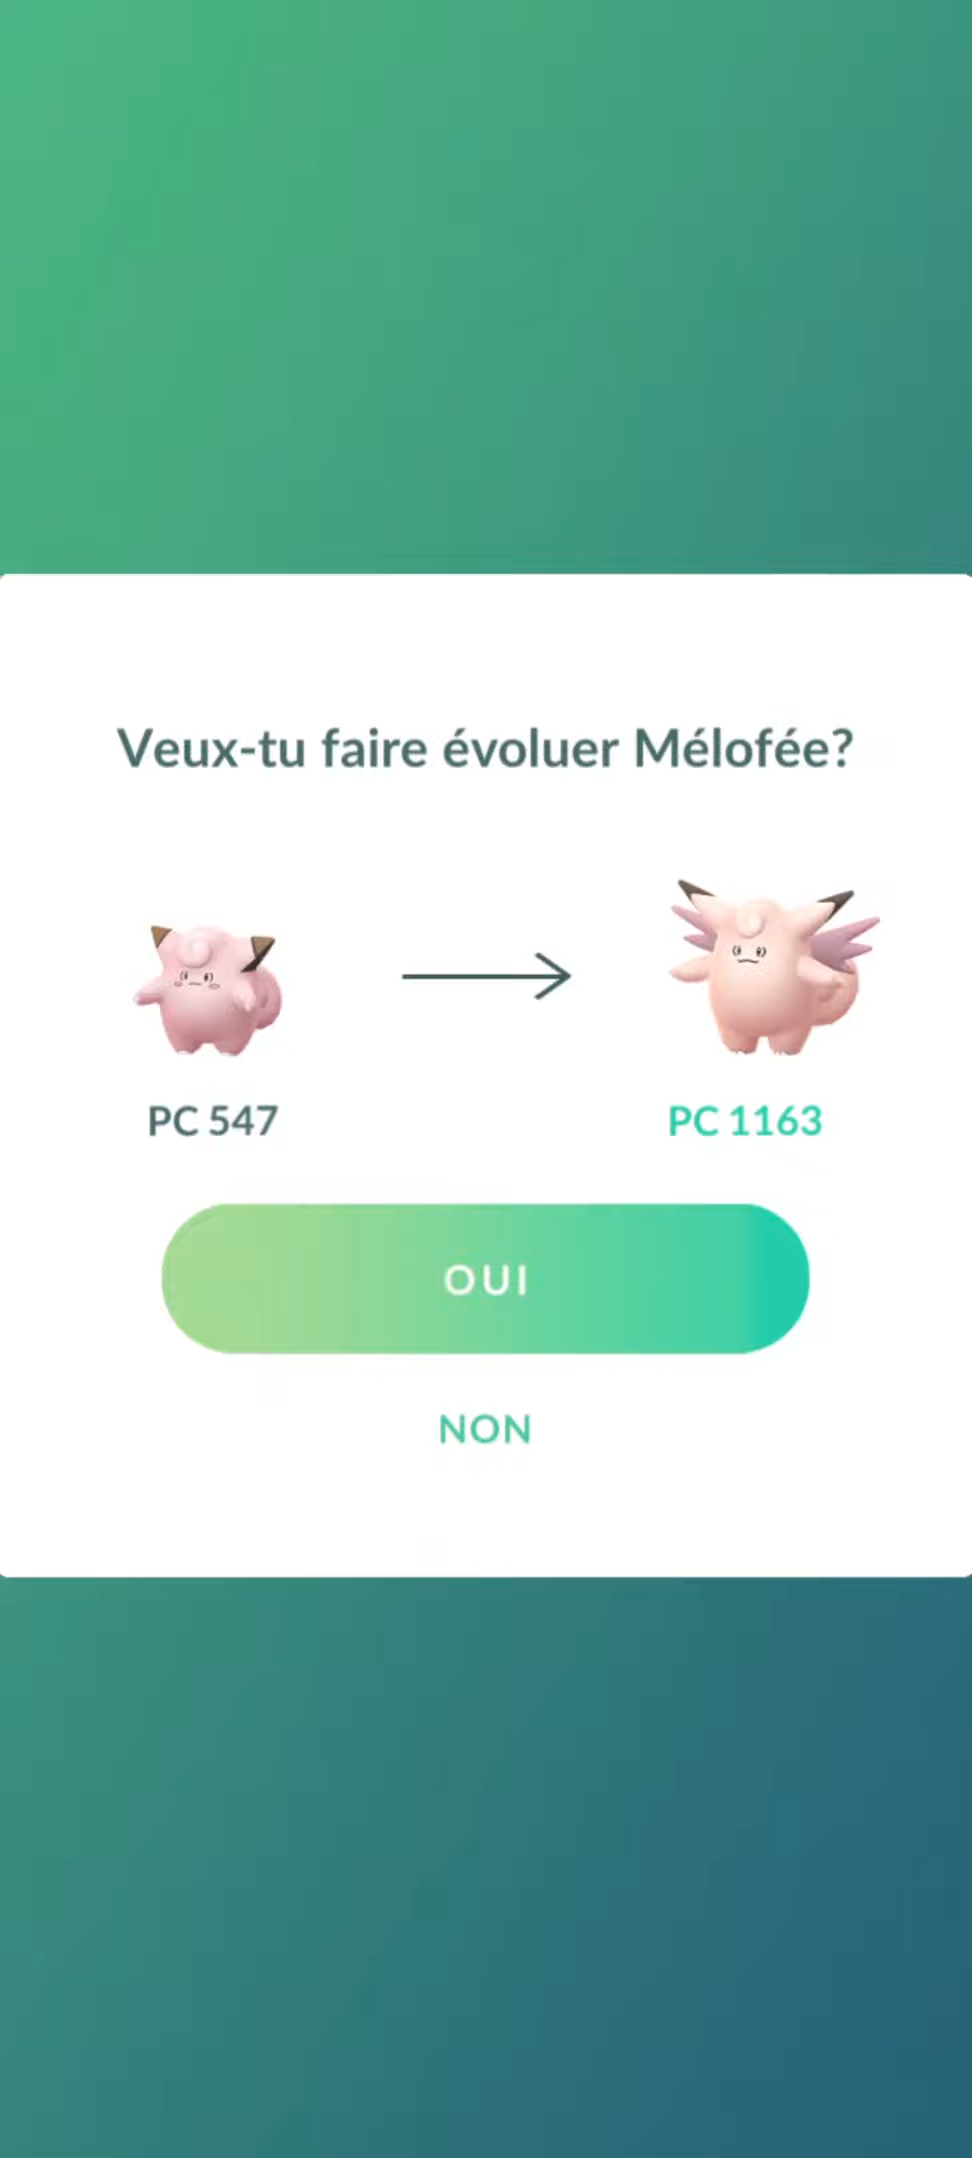 Veux-tu faire évoluer Mélofée?
PC 547
PC 1163
OUI
NON